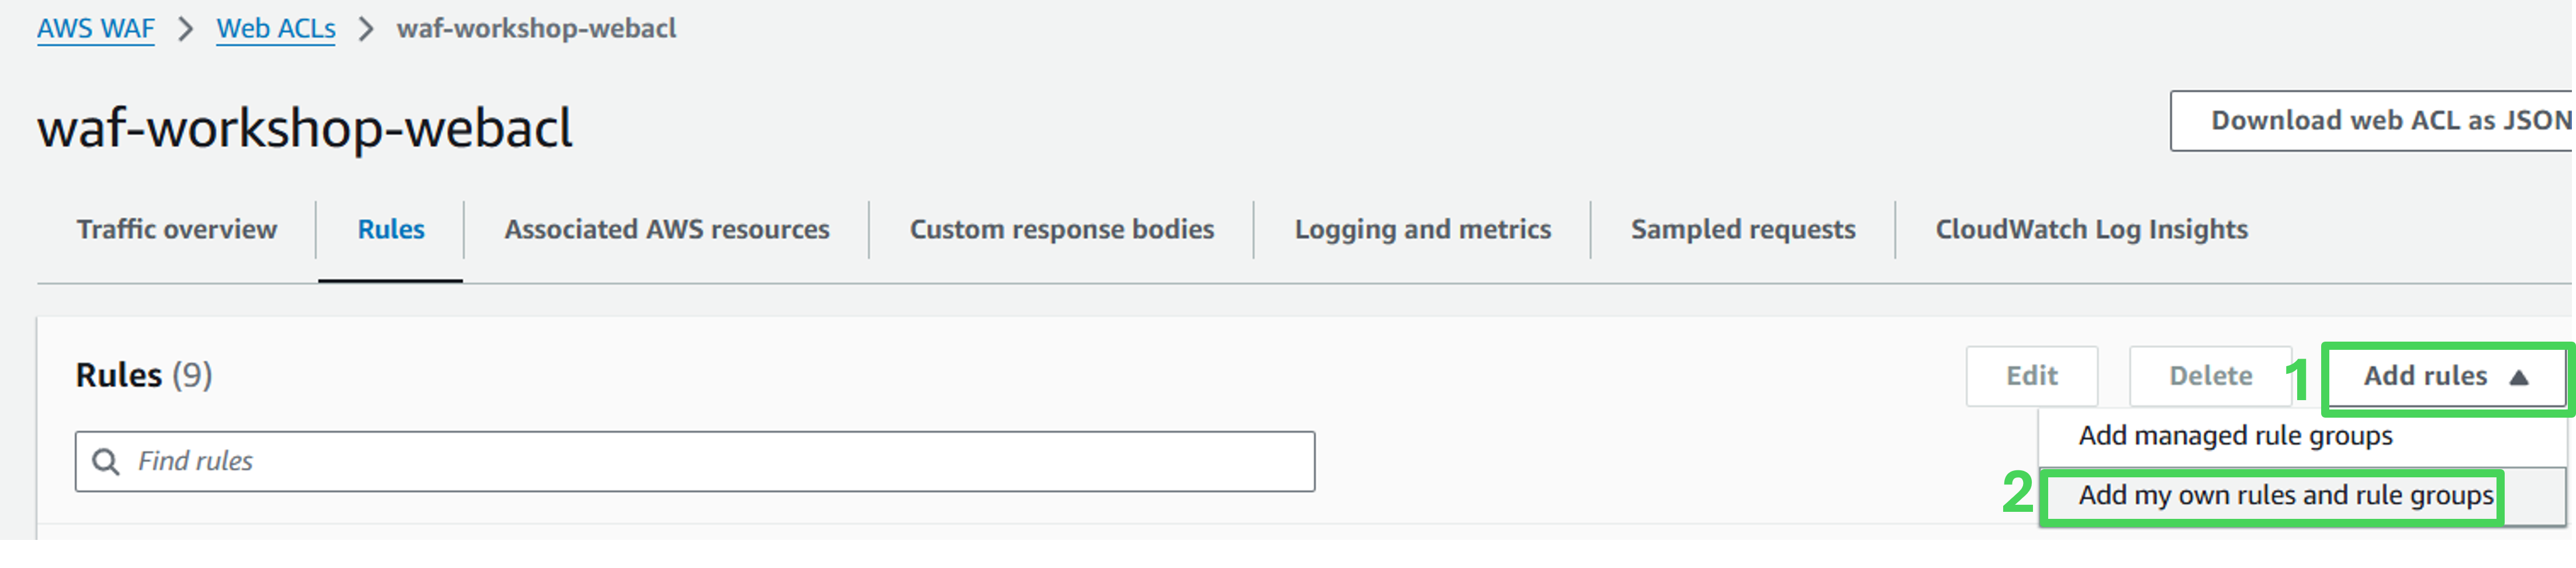 AWS WAF > Web ACLs > waf-workshop-webacl
waf-workshop-webacl
Download web ACL as JSON
Traffic overview Rules Associated AWS resources Custom response bodies Logging and metrics Sampled requests CloudWatch Log Insights
Rules (9)
Edit Delete 1 Add rules ▲
Find rules
Add managed rule groups
2 Add my own rules and rule groups